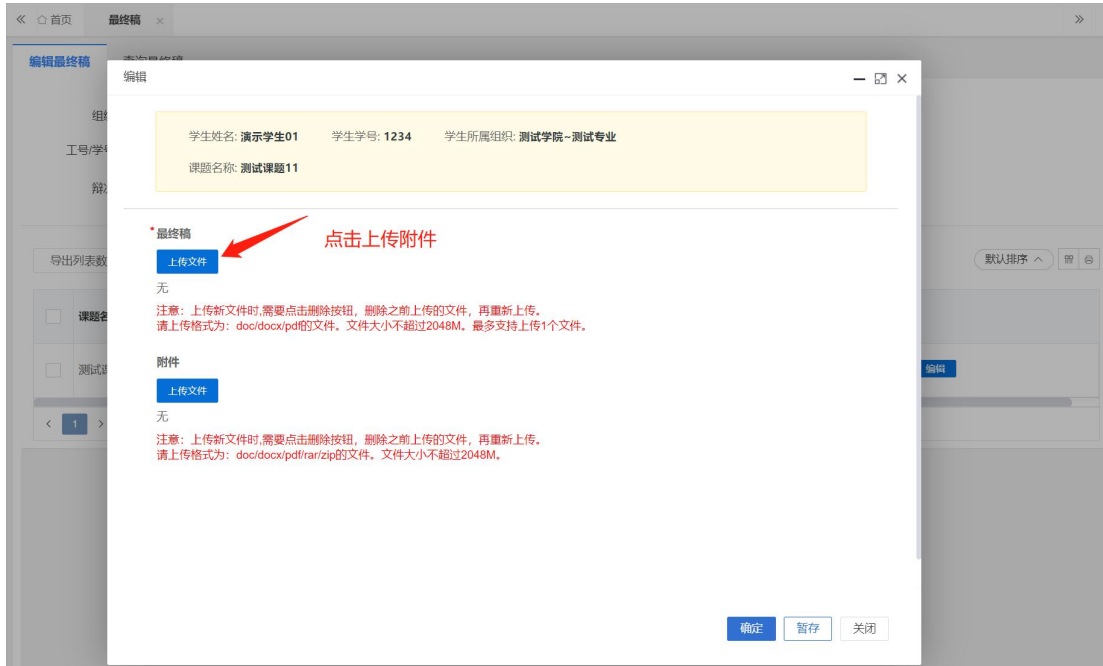 首页 最终稿
编辑最终稿
编辑
学生姓名: 演示学生01 学生学号: 1234 学生所属组织: 测试学院~测试专业
课题名称: 测试课题11
工号/学
*最终稿
点击上传附件
上传文件
无
注意：上传新文件时,需要点击删除按钮，删除之前上传的文件，再重新上传。
请上传格式为：doc/docx/pdf的文件。文件大小不超过2048M。最多支持上传1个文件。
导出列表数 默认排序
课题名
附件
上传文件
测试课 编辑
无
1
注意：上传新文件时,需要点击删除按钮，删除之前上传的文件，再重新上传。
请上传格式为：doc/docx/pdf/rar/zip的文件。文件大小不超过2048M。
确定 暂存 关闭